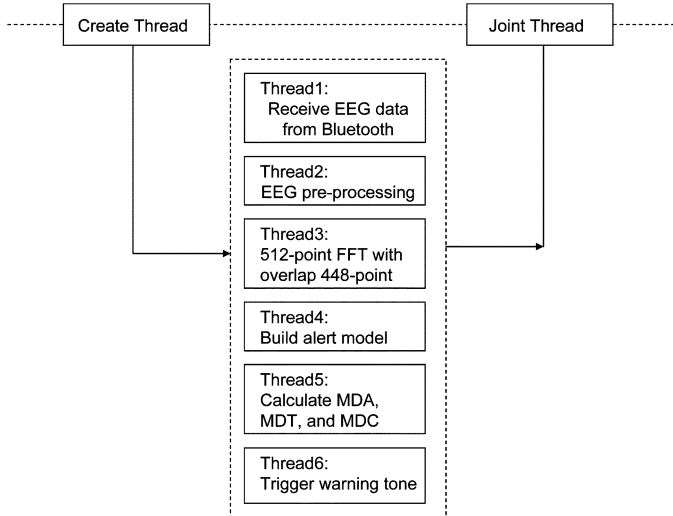 Create Thread
Joint Thread
Thread1:
Receive EEG data
from Bluetooth
Thread2:
EEG pre-processing
Thread3:
512-point FFT with
overlap 448-point
Thread4:
Build alert model
Thread5:
Calculate MDA,
MDT, and MDC
Thread6:
Trigger warning tone